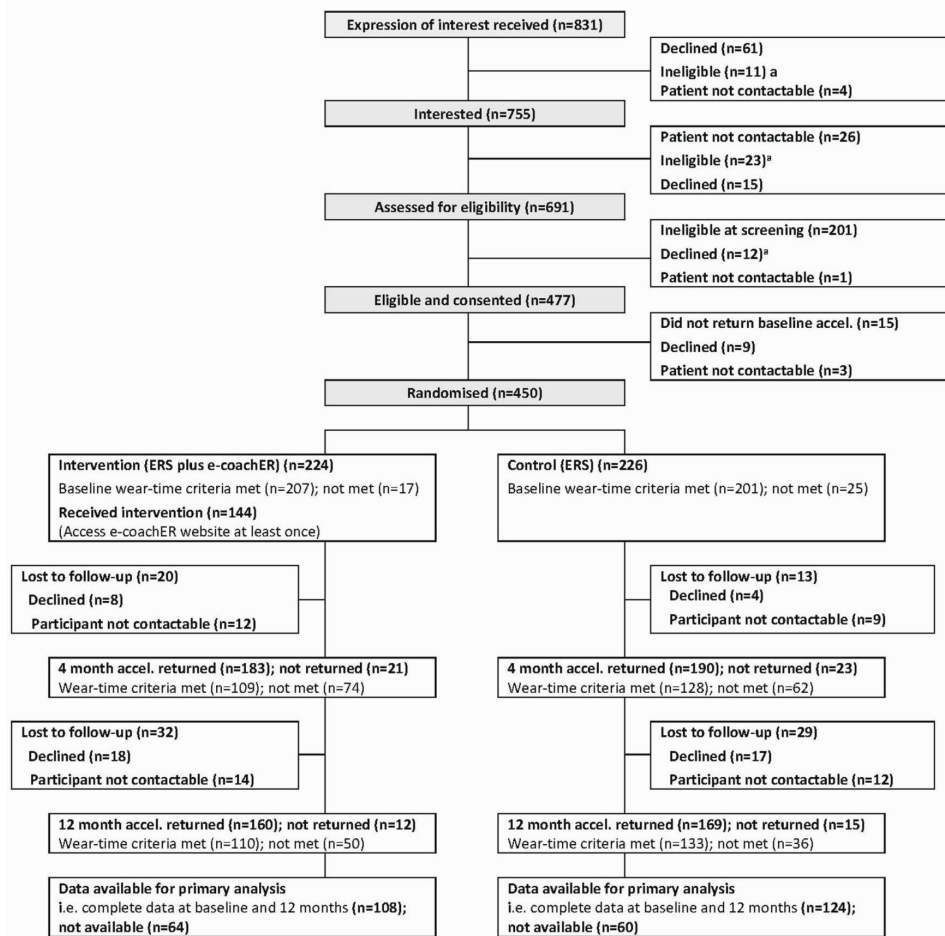 Expression of interest received (n=831)
Declined (n=61)
Ineligible (n=11) a
Patient not contactable (n=4)
Interested (n=755)
Patient not contactable (n=26)
Ineligible (n=23)ª
Declined (n=15)
Assessed for eligibility (n=691)
Ineligible at screening (n=201)
Declined (n=12)ª
Patient not contactable (n=1)
Eligible and consented (n=477)
Did not return baseline accel. (n=15)
Declined (n=9)
Patient not contactable (n=3)
Randomised (n=450)
Intervention (ERS plus e-coachER) (n=224)
Baseline wear-time criteria met (n=207); not met (n=17)
Received intervention (n=144)
(Access e-coachER website at least once)
Control (ERS) (n=226)
Baseline wear-time criteria met (n=201); not met (n=25)
Lost to follow-up (n=20)
Declined (n=8)
Participant not contactable (n=12)
Lost to follow-up (n=13)
Declined (n=4)
Participant not contactable (n=9)
4 month accel. returned (n=183); not returned (n=21)
Wear-time criteria met (n=109); not met (n=74)
4 month accel. returned (n=190); not returned (n=23)
Wear-time criteria met (n=128); not met (n=62)
Lost to follow-up (n=32)
Declined (n=18)
Participant not contactable (n=14)
Lost to follow-up (n=29)
Declined (n=17)
Participant not contactable (n=12)
12 month accel. returned (n=160); not returned (n=12)
Wear-time criteria met (n=110); not met (n=50)
12 month accel. returned (n=169); not returned (n=15)
Wear-time criteria met (n=133); not met (n=36)
Data available for primary analysis
i.e. complete data at baseline and 12 months (n=108);
not available (n=64)
Data available for primary analysis
i.e. complete data at baseline and 12 months (n=124);
not available (n=60)